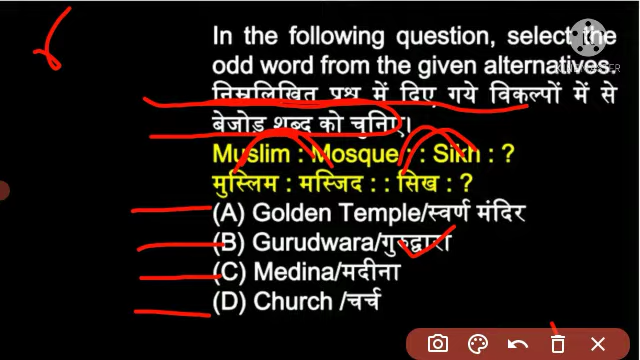 In the following question, select the
odd word from the given alternatives.
निम्नलिखित प्रश्न में दिए गये विकल्पों में से
बेजोड़ शब्द को चुनिए।
Muslim : Mosque : : Sikh : ?
मुस्लिम : मस्जिद : : सिख : ?
(A) Golden Temple/स्वर्ण मंदिर
(B) Gurudwara/गुरुद्वारा
(C) Medina/मदीना
(D) Church /चर्च